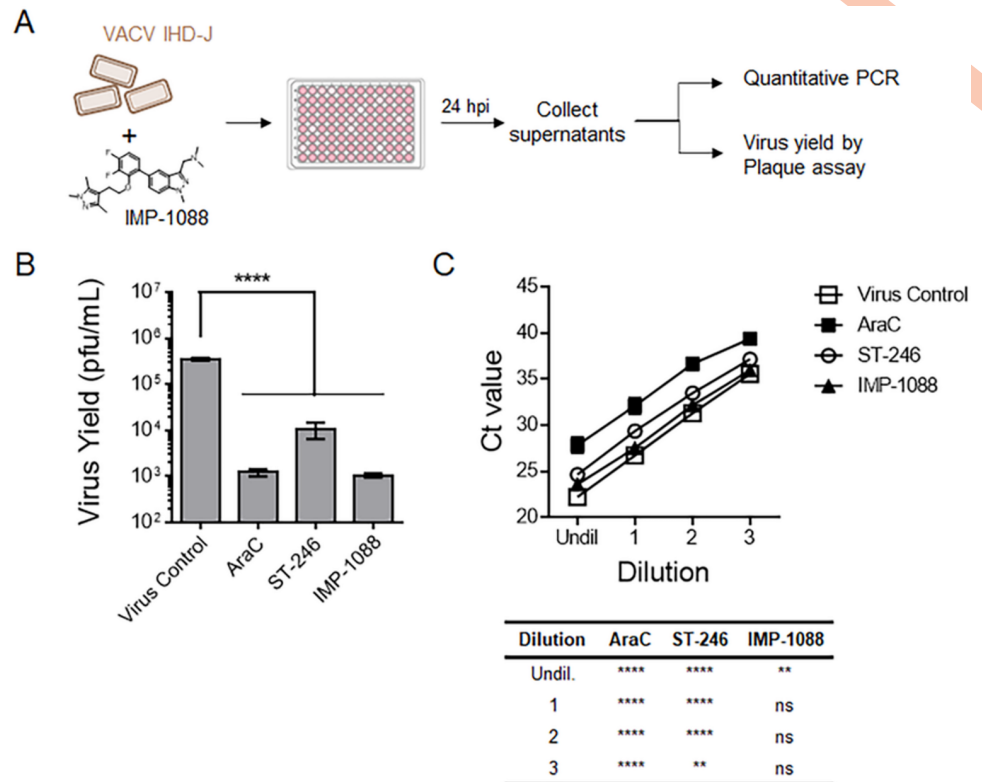 A
VACV IHD-J
+
IMP-1088
24 hpi
Collect
supernatants
Quantitative PCR
Virus yield by
Plaque assay
F
F
O
N
N
N
N
N
B
****
Virus Yield (pfu/mL)
10⁷
10⁶
10⁵
10⁴
10³
10²
Virus Control
AraC
ST-246
IMP-1088
C
Ct value
45
40
35
30
25
20
Undil 1 2 3
Dilution
Virus Control
AraC
ST-246
IMP-1088
Dilution AraC ST-246 IMP-1088
Undil. **** **** **
1 **** **** ns
2 **** **** ns
3 **** ** ns